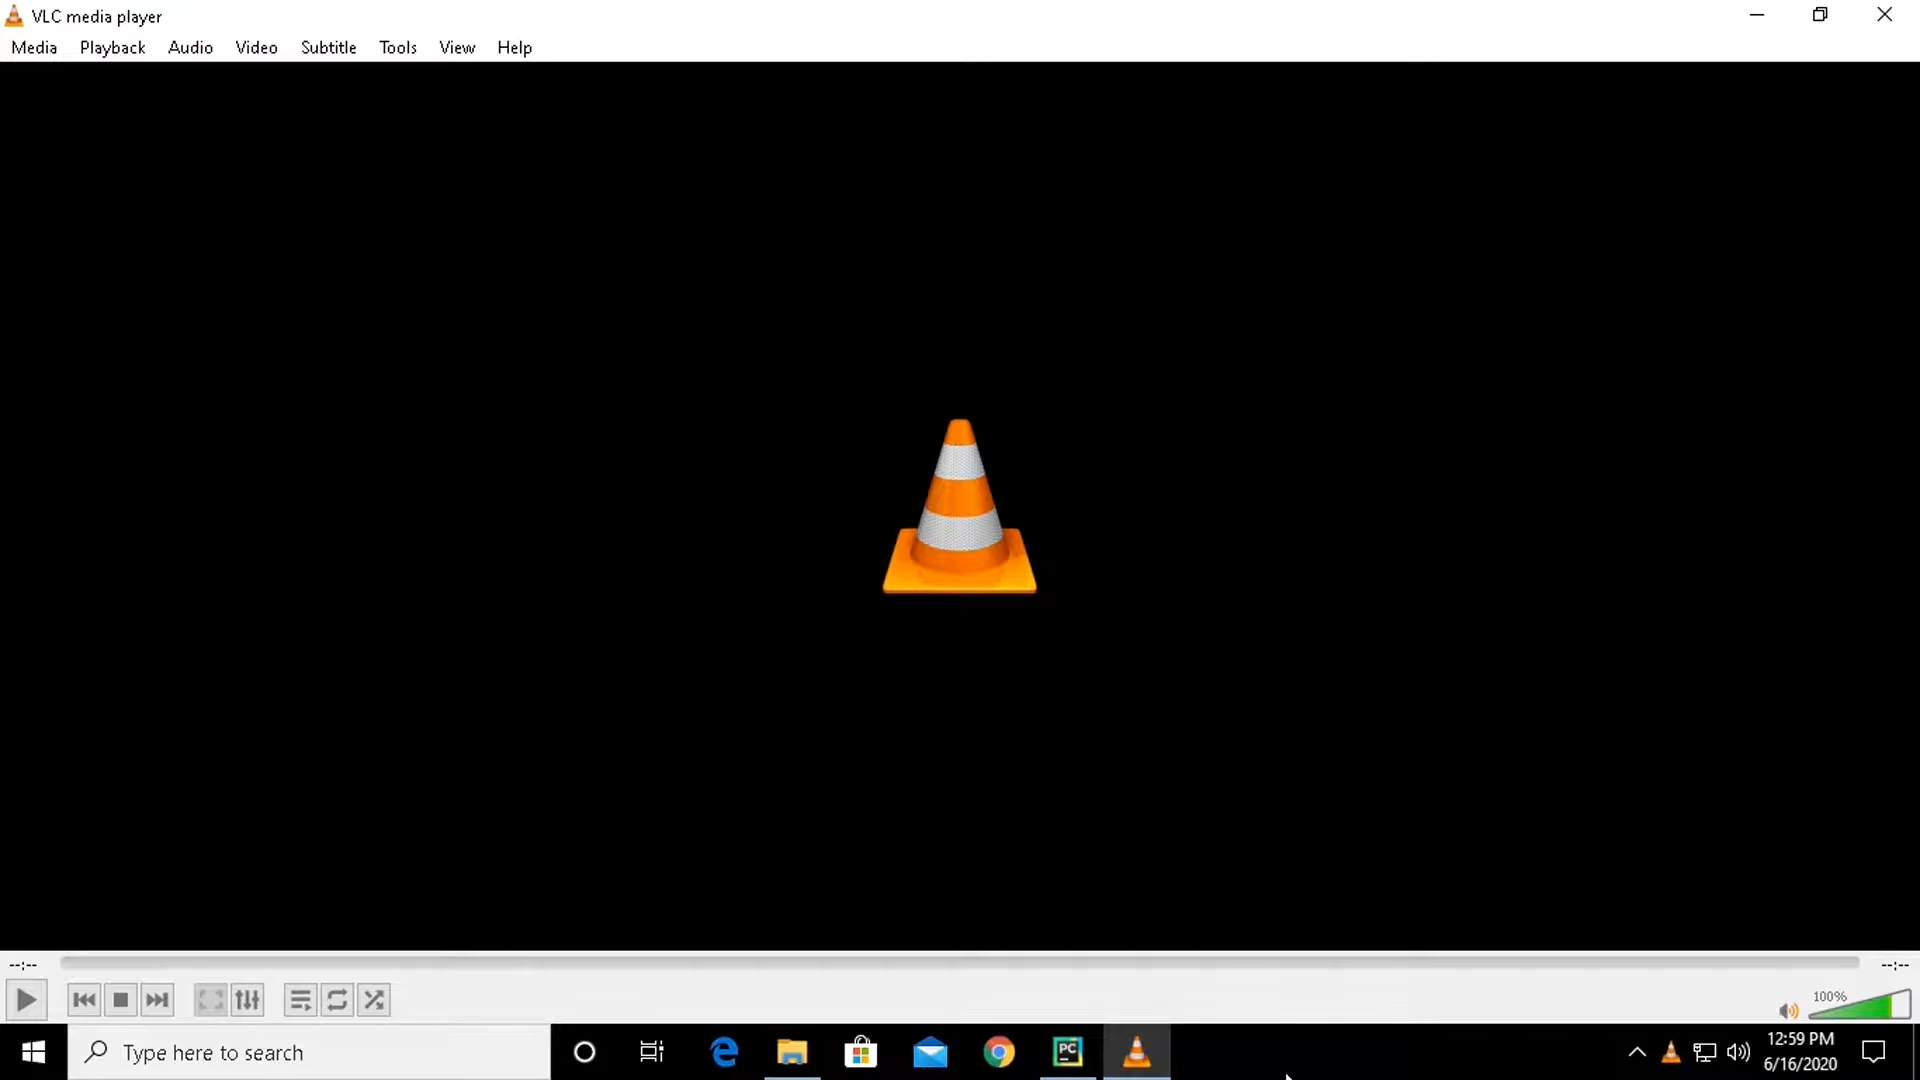 VLC media player
Media Playback Audio Video Subtitle Tools View Help
--:-- --:--
100%
Type here to search
PC
12:59 PM
6/16/2020